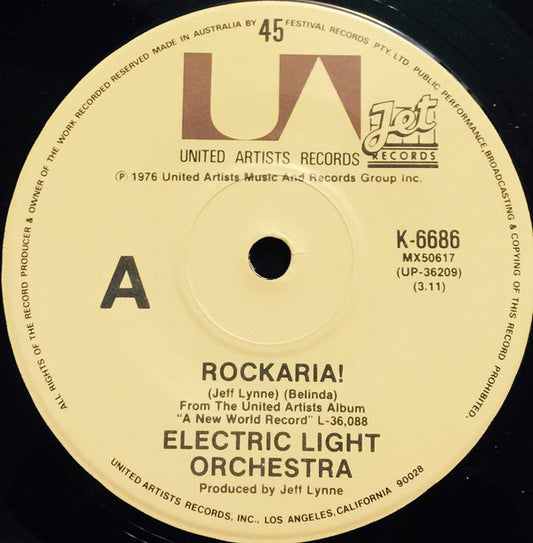 ALL RIGHTS OF THE RECORD PRODUCER & OWNER OF THE WORK RECORDED RESERVED MADE IN AUSTRALIA BY FESTIVAL RECORDS PTY. LTD. PUBLIC PERFORMANCE, BROADCASTING & COPYING OF THIS RECORD PROHIBITED.
45
UA
Jet
RECORDS
UNITED ARTISTS RECORDS
℗ 1976 United Artists Music And Records Group Inc.
K-6686
MX50617
(UP-36209)
(3.11)
A
ROCKARIA!
(Jeff Lynne) (Belinda)
From The United Artists Album
"A New World Record" L-36,088
ELECTRIC LIGHT
ORCHESTRA
Produced by Jeff Lynne
UNITED ARTISTS RECORDS, INC., LOS ANGELES, CALIFORNIA 90028